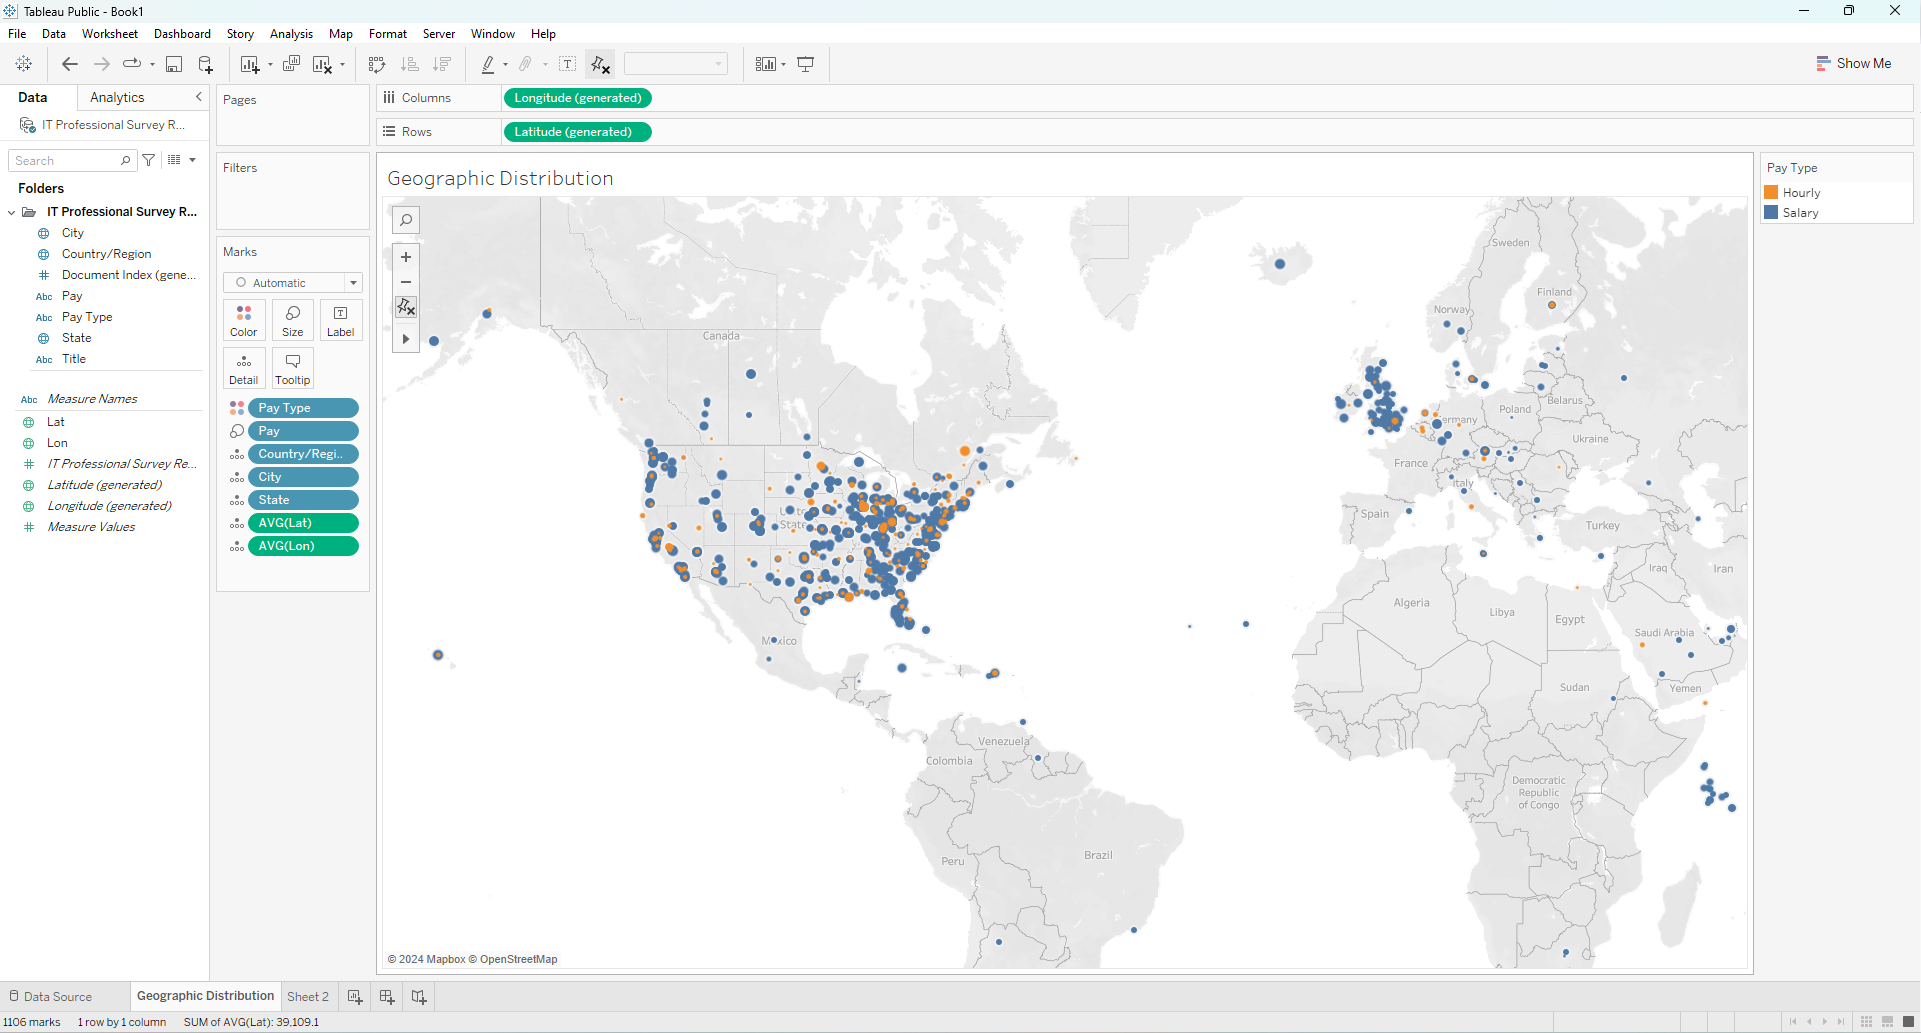 Tableau Public - Book1
File Data Worksheet Dashboard Story Analysis Map Format Server Window Help
Show Me
Data Analytics
IT Professional Survey R...
Search
Folders
IT Professional Survey R...
City
Country/Region
Document Index (gene...
Abc Pay
Abc Pay Type
State
Abc Title
Abc Measure Names
Lat
Lon
IT Professional Survey Re...
Latitude (generated)
Longitude (generated)
Measure Values
Pages
Filters
Marks
Automatic
Color Size Label
Detail Tooltip
Pay Type
Pay
Country/Regi..
City
State
AVG(Lat)
AVG(Lon)
Columns Longitude (generated)
Rows Latitude (generated)
Geographic Distribution
Sweden
Finland
Norway
Canada
Belarus
Poland
Ukraine
France
Italy
Spain
Turkey
Iraq
Iran
Algeria
Libya
Egypt
Saudi Arabia
Mexico
Sudan
Yemen
Venezuela
Colombia
Democratic
Republic
of Congo
Brazil
Peru
© 2024 Mapbox © OpenStreetMap
Pay Type
Hourly
Salary
Data Source Geographic Distribution Sheet 2
1106 marks 1 row by 1 column SUM of AVG(Lat): 39,109.1